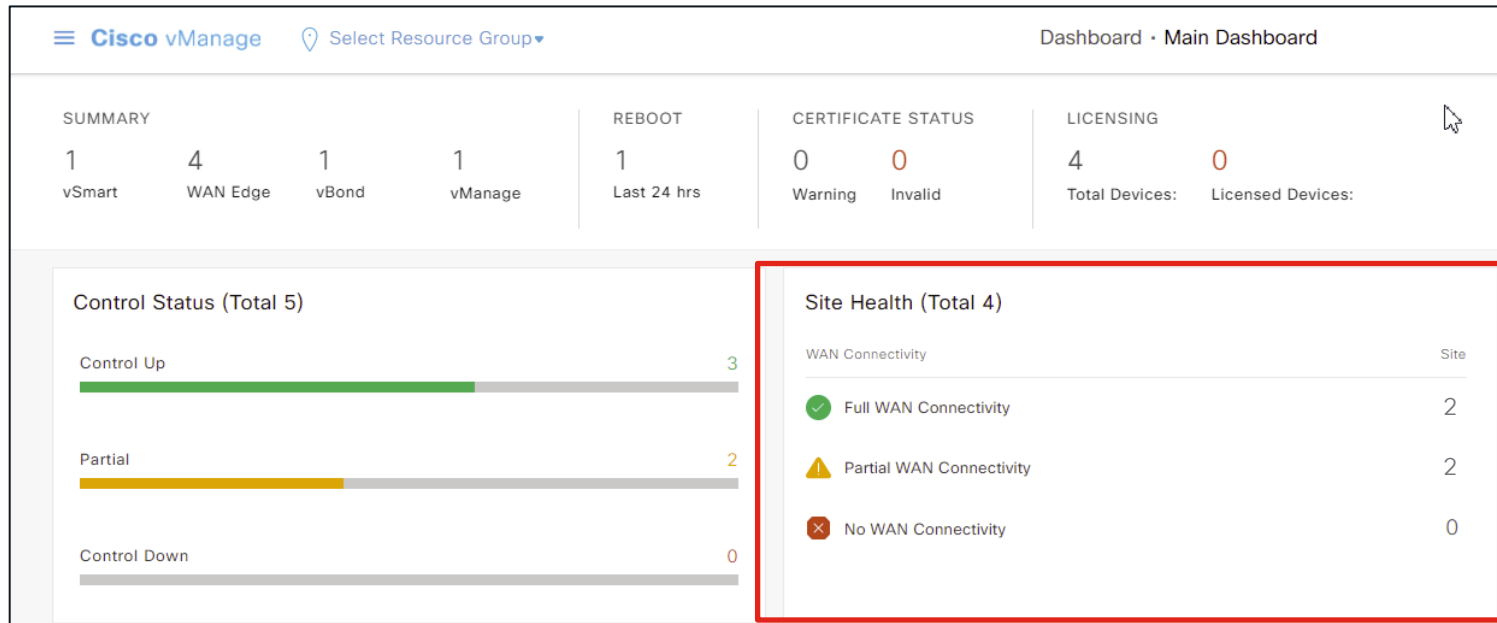 Cisco vManage Select Resource Group Dashboard · Main Dashboard
SUMMARY REBOOT CERTIFICATE STATUS LICENSING
1 4 1 1 1 0 0 4 0
vSmart WAN Edge vBond vManage Last 24 hrs Warning Invalid Total Devices: Licensed Devices:
Control Status (Total 5)
Control Up 3
Partial 2
Control Down 0
Site Health (Total 4)
WAN Connectivity Site
Full WAN Connectivity 2
Partial WAN Connectivity 2
No WAN Connectivity 0